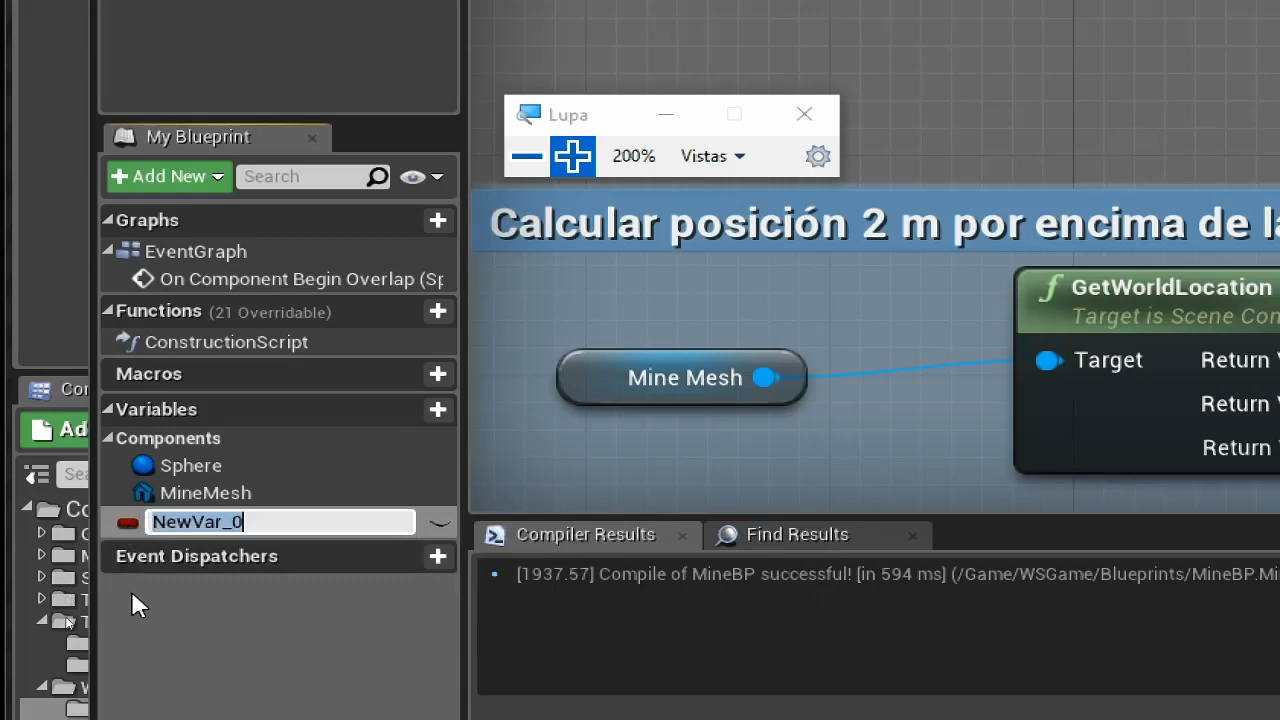 My Blueprint
Add New
Search
Graphs
EventGraph
On Component Begin Overlap (Sp
Functions (21 Overridable)
ConstructionScript
Macros
Variables
Components
Sphere
MineMesh
NewVar_0
Event Dispatchers
Lupa
200%
Vistas
Calcular posición 2 m por encima de la
Mine Mesh
GetWorldLocation
Target is Scene Con
Target
Return V
Return V
Return V
Compiler Results
Find Results
[1937.57] Compile of MineBP successful! [in 594 ms] (/Game/WSGame/Blueprints/MineBP.Mi